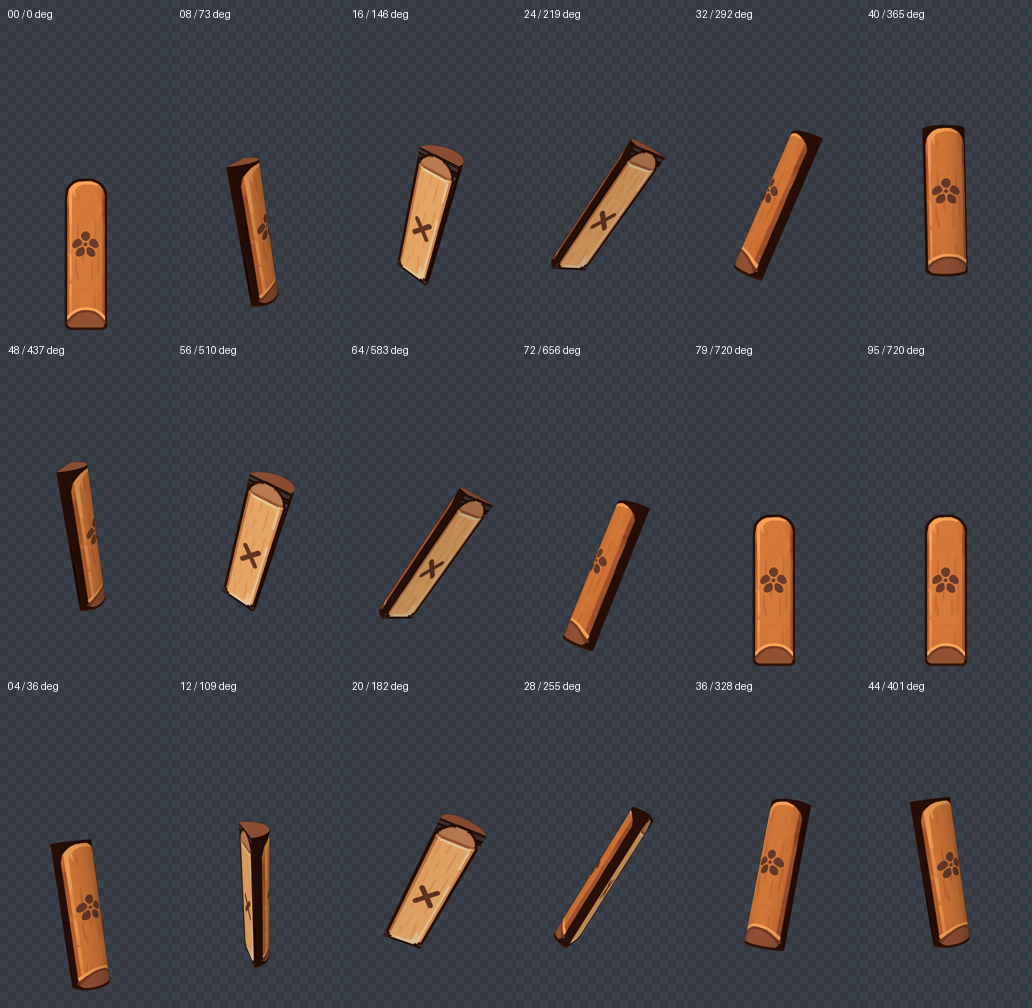 00 / 0 deg
08 / 73 deg
16 / 146 deg
24 / 219 deg
32 / 292 deg
40 / 365 deg
48 / 437 deg
56 / 510 deg
64 / 583 deg
72 / 656 deg
79 / 720 deg
95 / 720 deg
04 / 36 deg
12 / 109 deg
20 / 182 deg
28 / 255 deg
36 / 328 deg
44 / 401 deg